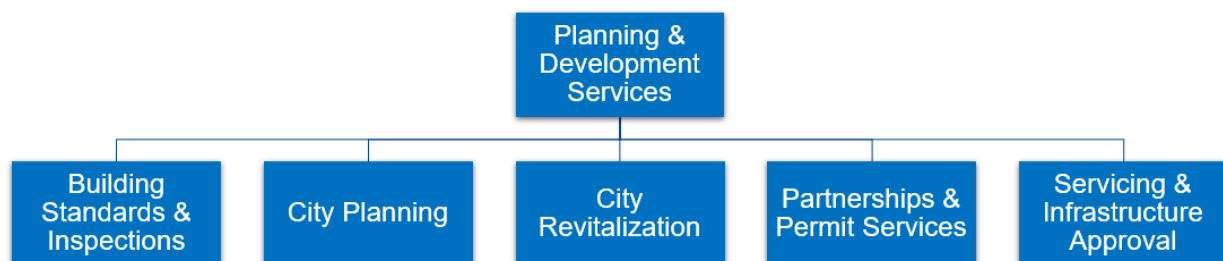 Planning &
Development
Services
Building
Standards &
Inspections
City Planning
City
Revitalization
Partnerships &
Permit Services
Servicing &
Infrastructure
Approval